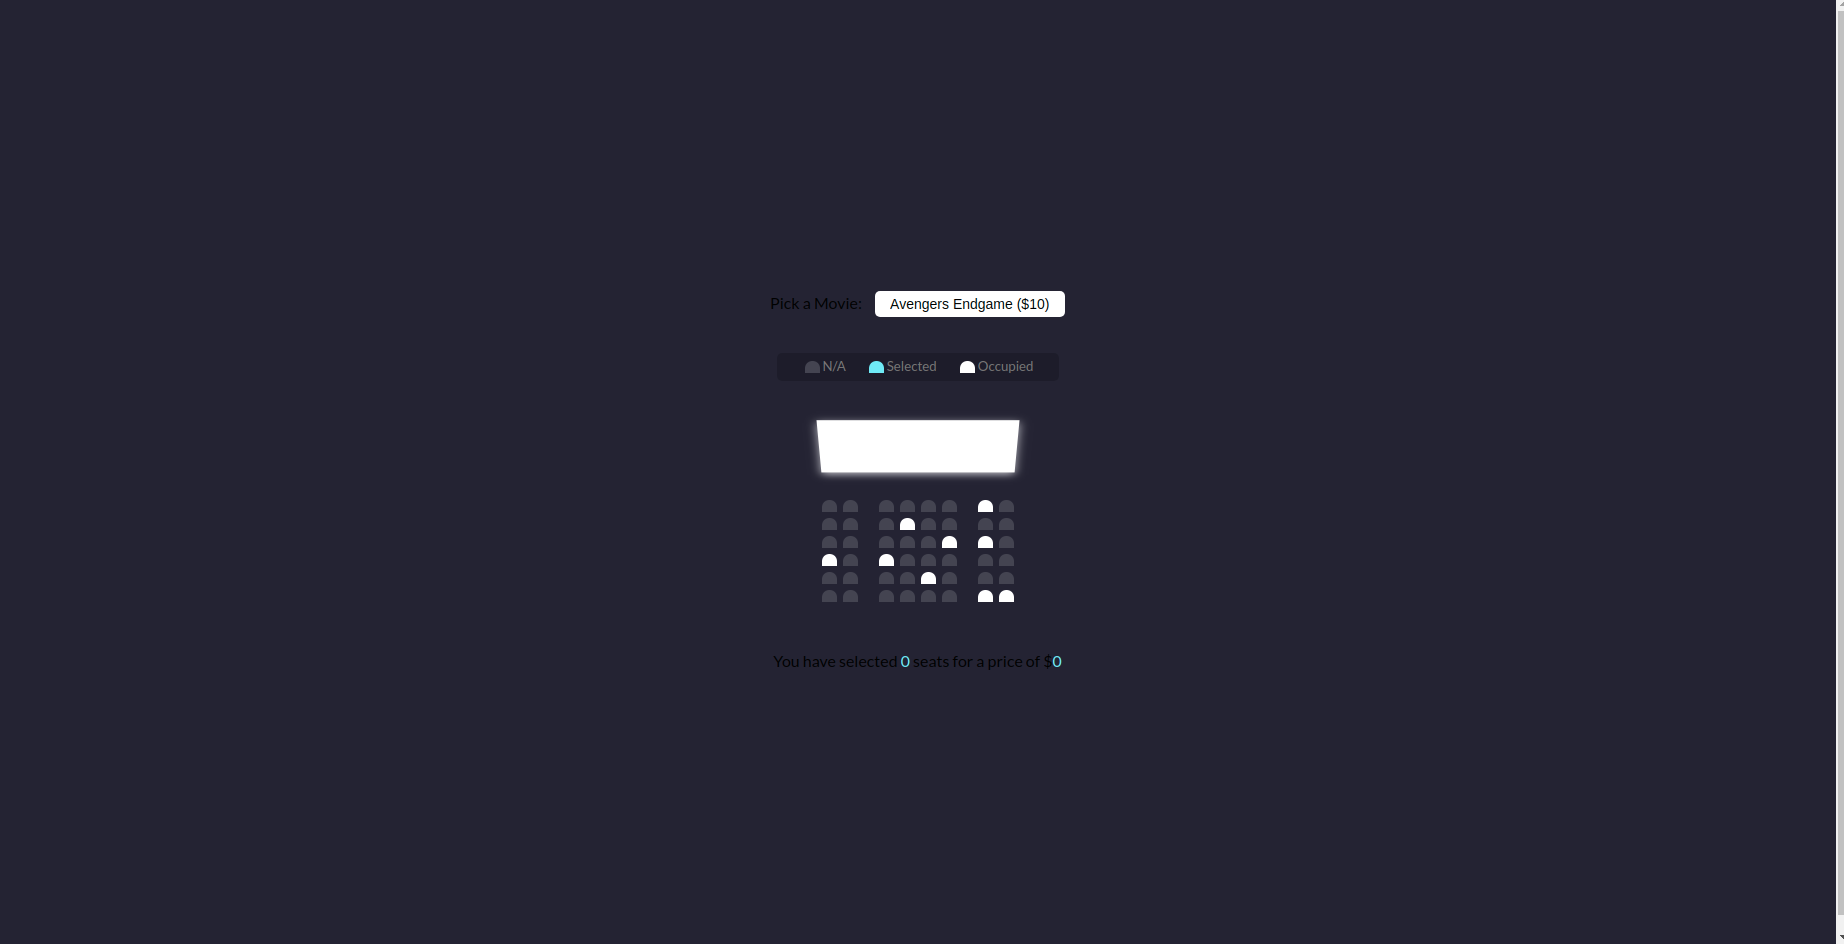 Pick a Movie: Avengers Endgame ($10)
N/A Selected Occupied
You have selected 0 seats for a price of $0